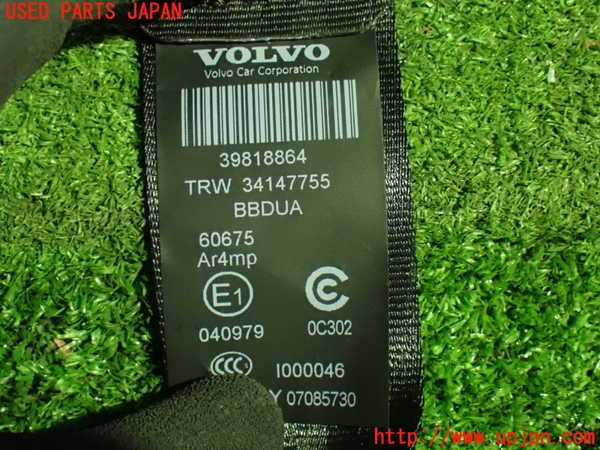 USED PARTS JAPAN
VOLVO
Volvo Car Corporation
39818864
TRW 34147755
BBDUA
60675
Ar4mp
E1
C
040979 0C302
CCC I000046
Y 07085730
http://www.upjpn.com